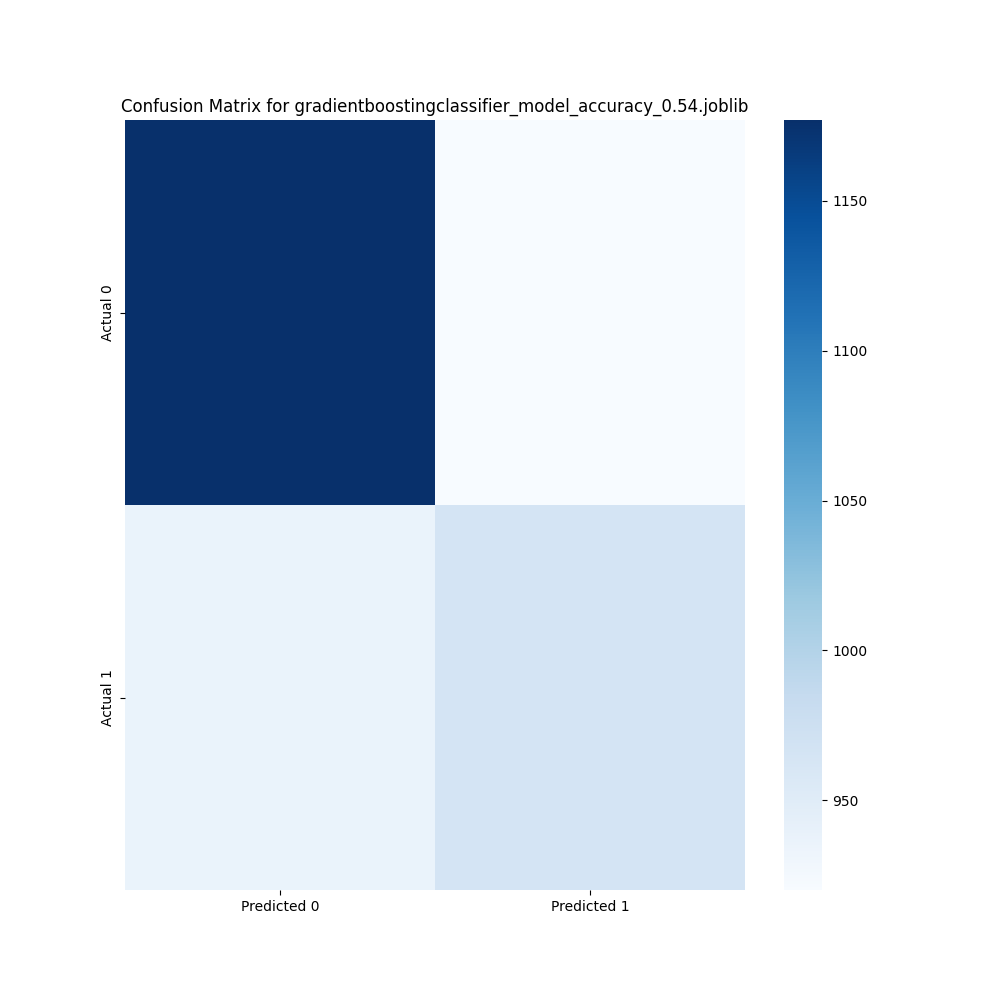 Confusion Matrix for gradientboostingclassifier_model_accuracy_0.54.joblib
Actual 0
Actual 1
Predicted 0
Predicted 1
1150
1100
1050
1000
950